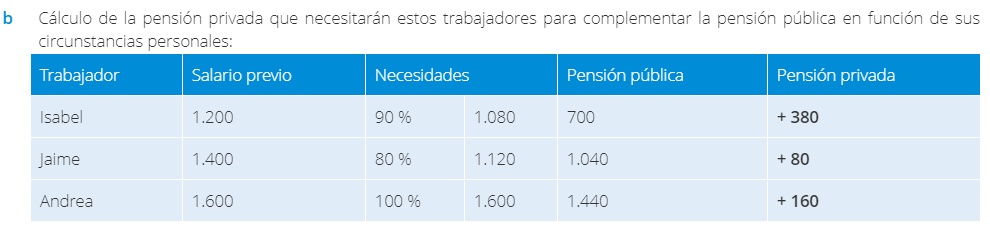 b Cálculo de la pensión privada que necesitarán estos trabajadores para complementar la pensión pública en función de sus
circunstancias personales:
Trabajador Salario previo Necesidades Pensión pública Pensión privada
Isabel 1.200 90 % 1.080 700 + 380
Jaime 1.400 80 % 1.120 1.040 + 80
Andrea 1.600 100 % 1.600 1.440 + 160